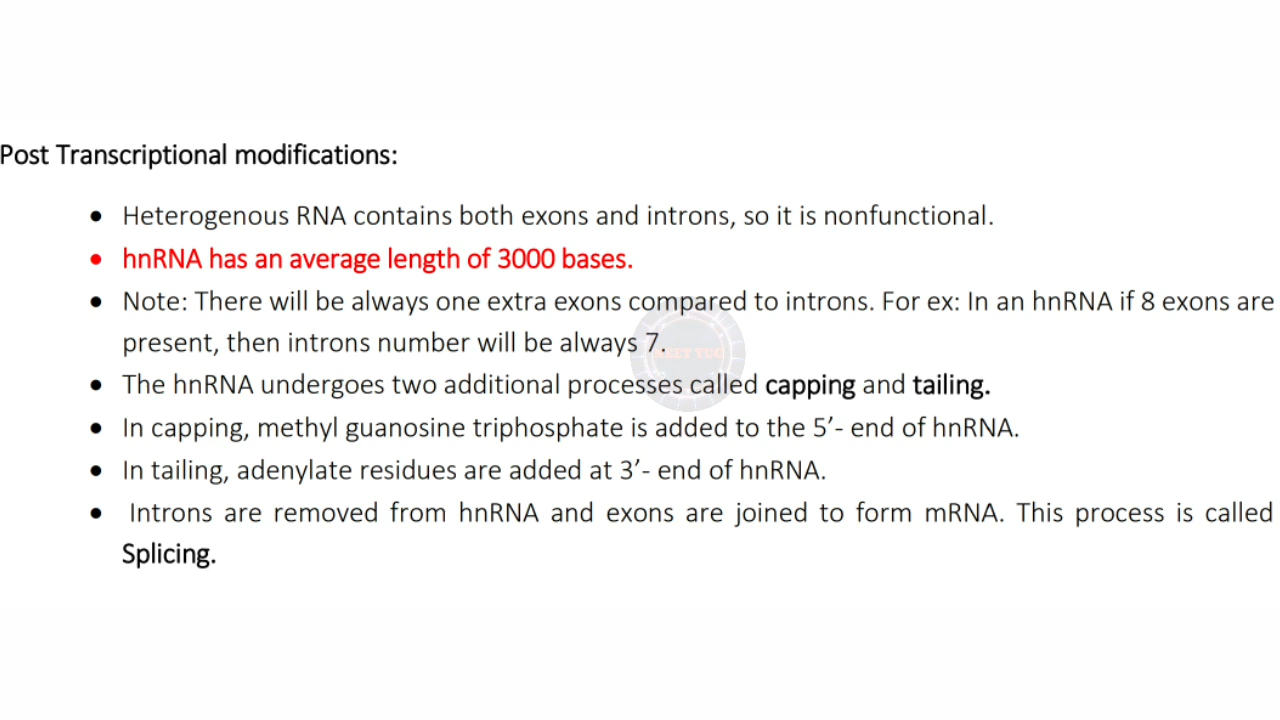 Post Transcriptional modifications:
• Heterogenous RNA contains both exons and introns, so it is nonfunctional.
• hnRNA has an average length of 3000 bases.
• Note: There will be always one extra exons compared to introns. For ex: In an hnRNA if 8 exons are
present, then introns number will be always 7.
• The hnRNA undergoes two additional processes called capping and tailing.
• In capping, methyl guanosine triphosphate is added to the 5’- end of hnRNA.
• In tailing, adenylate residues are added at 3’- end of hnRNA.
• Introns are removed from hnRNA and exons are joined to form mRNA. This process is called
Splicing.